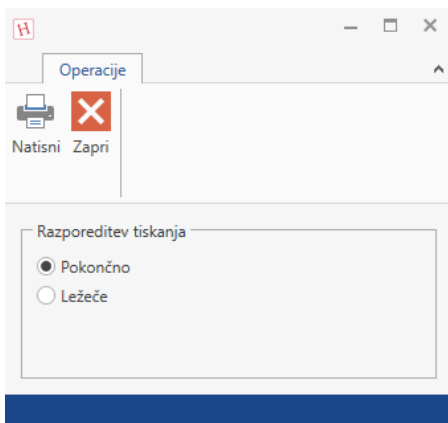 H
Operacije
Natisni Zapri
Razporeditev tiskanja
Pokončno
Ležeče